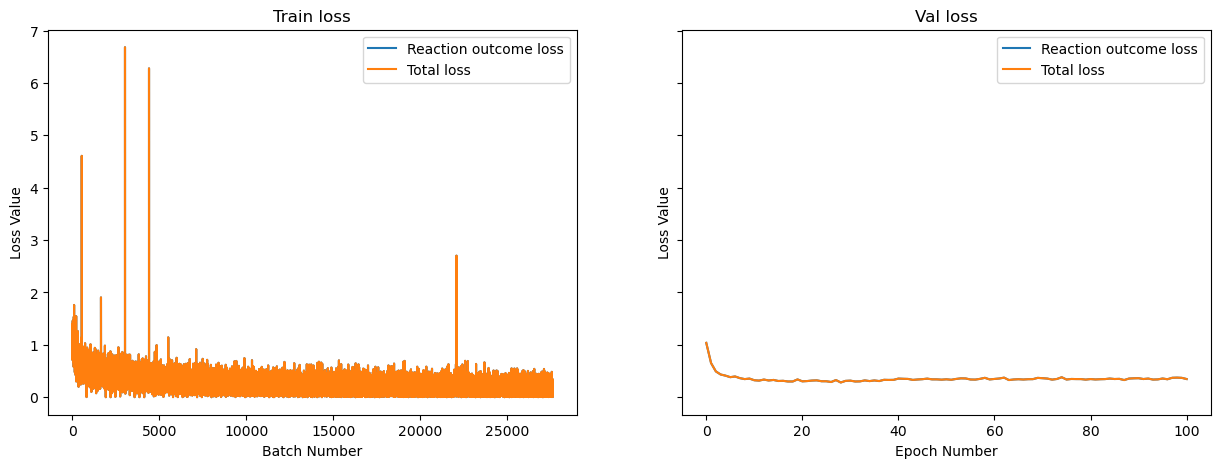 Train loss
Loss Value
7
6
5
4
3
2
1
0
0
5000
10000
15000
20000
25000
Batch Number
Reaction outcome loss
Total loss
Val loss
Loss Value
0
20
40
60
80
100
Epoch Number
Reaction outcome loss
Total loss